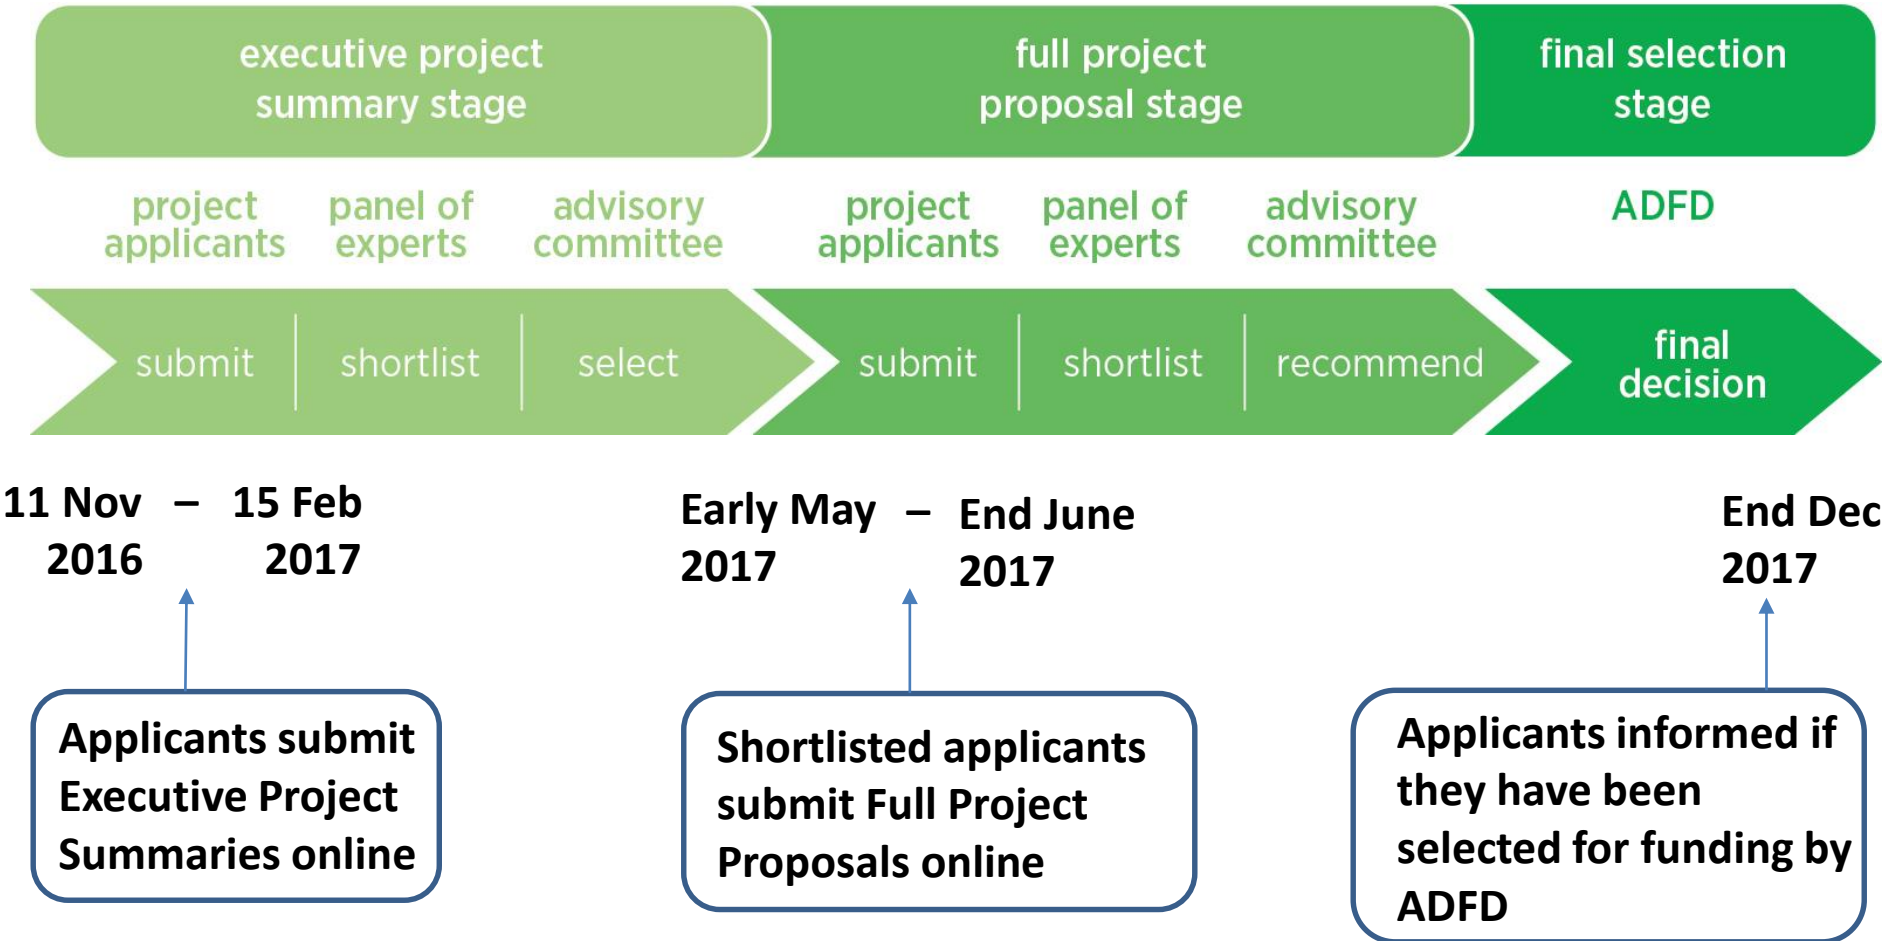 executive project
summary stage
full project
proposal stage
final selection
stage
project
applicants
panel of
experts
advisory
committee
project
applicants
panel of
experts
advisory
committee
ADFD
submit
shortlist
select
submit
shortlist
recommend
final
decision
11 Nov – 15 Feb
2016 2017
Early May – End June
2017 2017
End Dec
2017
Applicants submit
Executive Project
Summaries online
Shortlisted applicants
submit Full Project
Proposals online
Applicants informed if
they have been
selected for funding by
ADFD